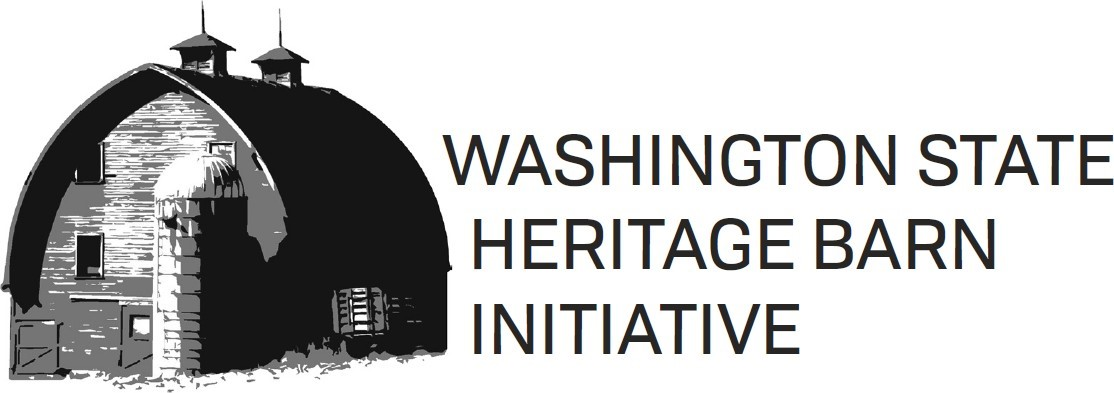 WASHINGTON STATE
HERITAGE BARN
INITIATIVE